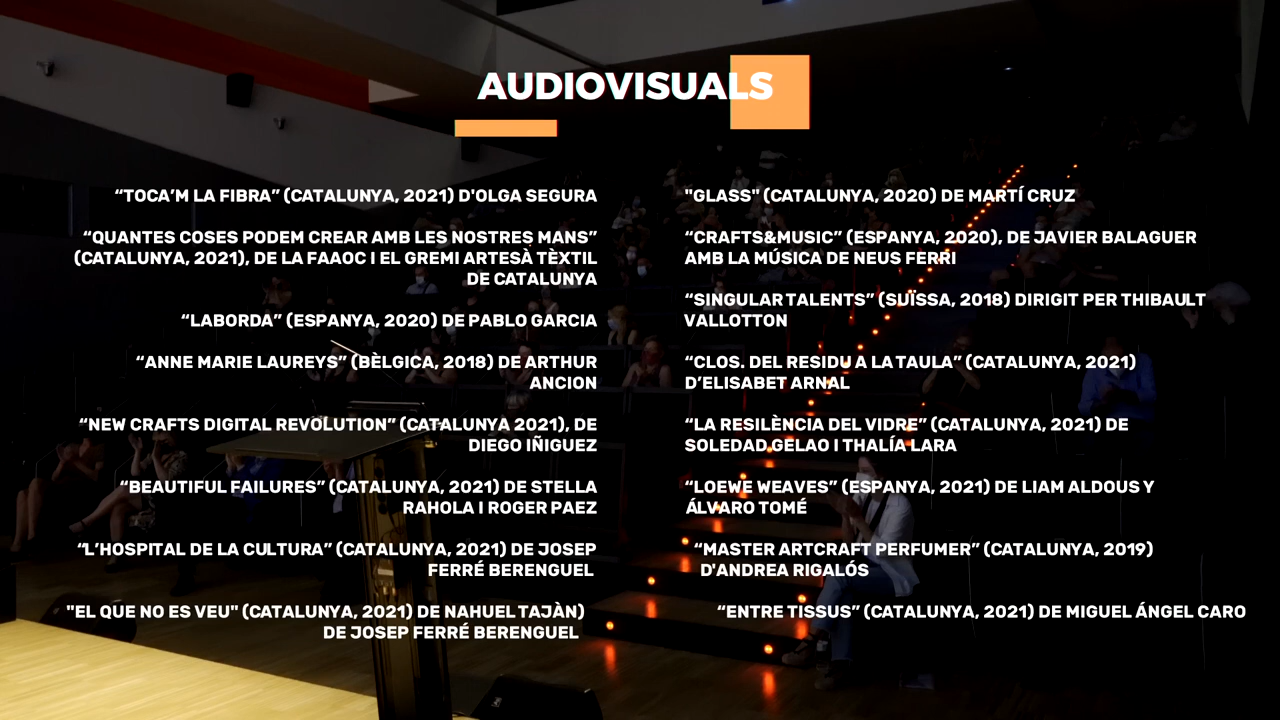 AUDIOVISUALS
“TOCA’M LA FIBRA” (CATALUNYA, 2021) D'OLGA SEGURA
“QUANTES COSES PODEM CREAR AMB LES NOSTRES MANS”
(CATALUNYA, 2021), DE LA FAAOC I EL GREMI ARTESÀ TÈXTIL
DE CATALUNYA
“LABORDA” (ESPANYA, 2020) DE PABLO GARCIA
“ANNE MARIE LAUREYS” (BÈLGICA, 2018) DE ARTHUR
ANCION
“NEW CRAFTS DIGITAL REVOLUTION” (CATALUNYA 2021), DE
DIEGO IÑIGUEZ
“BEAUTIFUL FAILURES” (CATALUNYA, 2021) DE STELLA
RAHOLA I ROGER PAEZ
“L’HOSPITAL DE LA CULTURA” (CATALUNYA, 2021) DE JOSEP
FERRÉ BERENGUEL
"EL QUE NO ES VEU" (CATALUNYA, 2021) DE NAHUEL TAJÀN)
DE JOSEP FERRÉ BERENGUEL
"GLASS" (CATALUNYA, 2020) DE MARTÍ CRUZ
“CRAFTS&MUSIC” (ESPANYA, 2020), DE JAVIER BALAGUER
AMB LA MÚSICA DE NEUS FERRI
“SINGULAR TALENTS” (SUÏSSA, 2018) DIRIGIT PER THIBAULT
VALLOTTON
“CLOS. DEL RESIDU A LA TAULA” (CATALUNYA, 2021)
D’ELISABET ARNAL
“LA RESILÈNCIA DEL VIDRE” (CATALUNYA, 2021) DE
SOLEDAD GELAO I THALÍA LARA
“LOEWE WEAVES” (ESPANYA, 2021) DE LIAM ALDOUS Y
ÁLVARO TOMÉ
“MASTER ARTCRAFT PERFUMER” (CATALUNYA, 2019)
D'ANDREA RIGALÓS
“ENTRE TISSUS” (CATALUNYA, 2021) DE MIGUEL ÁNGEL CARO